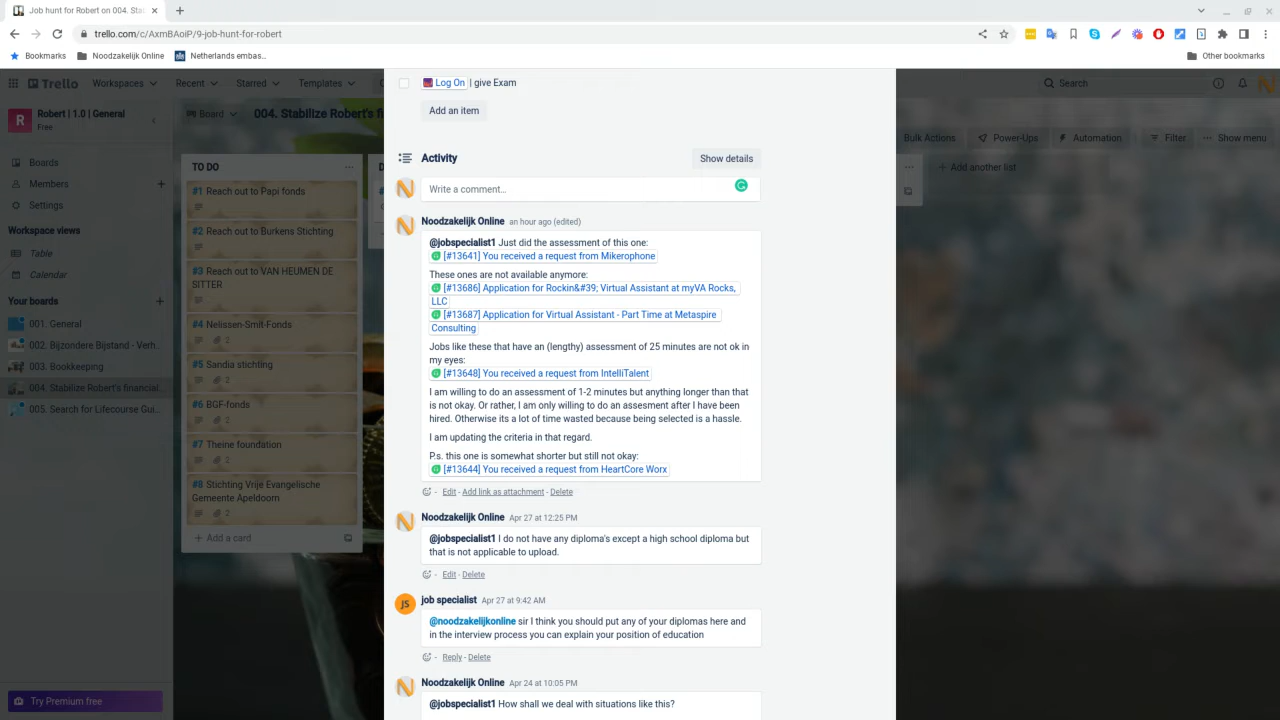 Job hunt for Robert on 004. Stab
trello.com/c/AxmBAoiP/9-job-hunt-for-robert
Bookmarks
Noodzakelijk Online
Netherlands embas...
Other bookmarks
Trello
Workspaces
Recent
Starred
Templates
Search
Robert | 1.0 | General
Free
Boards
Members
Settings
Workspace views
Table
Calendar
Your boards
001. General
002. Bijzondere Bijstand - Verh...
003. Bookkeeping
004. Stabilize Robert's financial...
005. Search for Lifecourse Gui...
Try Premium free
Board
004. Stabilize Robert's fi
Bulk Actions
Power-Ups
Automation
Filter
Show menu
TO DO
#1 Reach out to Papi fonds
#2 Reach out to Burkens Stichting
#3 Reach out to VAN HEUMEN DE
SITTER
#4 Nelissen-Smit-Fonds
2
#5 Sandia stichting
2
#6 BGF-fonds
2
#7 Theine foundation
2
#8 Stichting Vrije Evangelische
Gemeente Apeldoorn
2
Add a card
D
Add another list
Log On | give Exam
Add an item
Activity
Show details
Write a comment...
Noodzakelijk Online an hour ago (edited)
@jobspecialist1 Just did the assessment of this one:
[#13641] You received a request from Mikerophone
These ones are not available anymore:
[#13686] Application for Rockin&#39; Virtual Assistant at myVA Rocks,
LLC
[#13687] Application for Virtual Assistant - Part Time at Metaspire
Consulting
Jobs like these that have an (lengthy) assessment of 25 minutes are not ok in
my eyes:
[#13648] You received a request from IntelliTalent
I am willing to do an assessment of 1-2 minutes but anything longer than that
is not okay. Or rather, I am only willing to do an assesment after I have been
hired. Otherwise its a lot of time wasted because being selected is a hassle.
I am updating the criteria in that regard.
P.s. this one is somewhat shorter but still not okay:
[#13644] You received a request from HeartCore Worx
Edit - Add link as attachment - Delete
Noodzakelijk Online Apr 27 at 12:25 PM
@jobspecialist1 I do not have any diploma's except a high school diploma but
that is not applicable to upload.
Edit - Delete
JS
job specialist Apr 27 at 9:42 AM
@noodzakelijkonline sir I think you should put any of your diplomas here and
in the interview process you can explain your position of education
Reply - Delete
Noodzakelijk Online Apr 24 at 10:05 PM
@jobspecialist1 How shall we deal with situations like this?